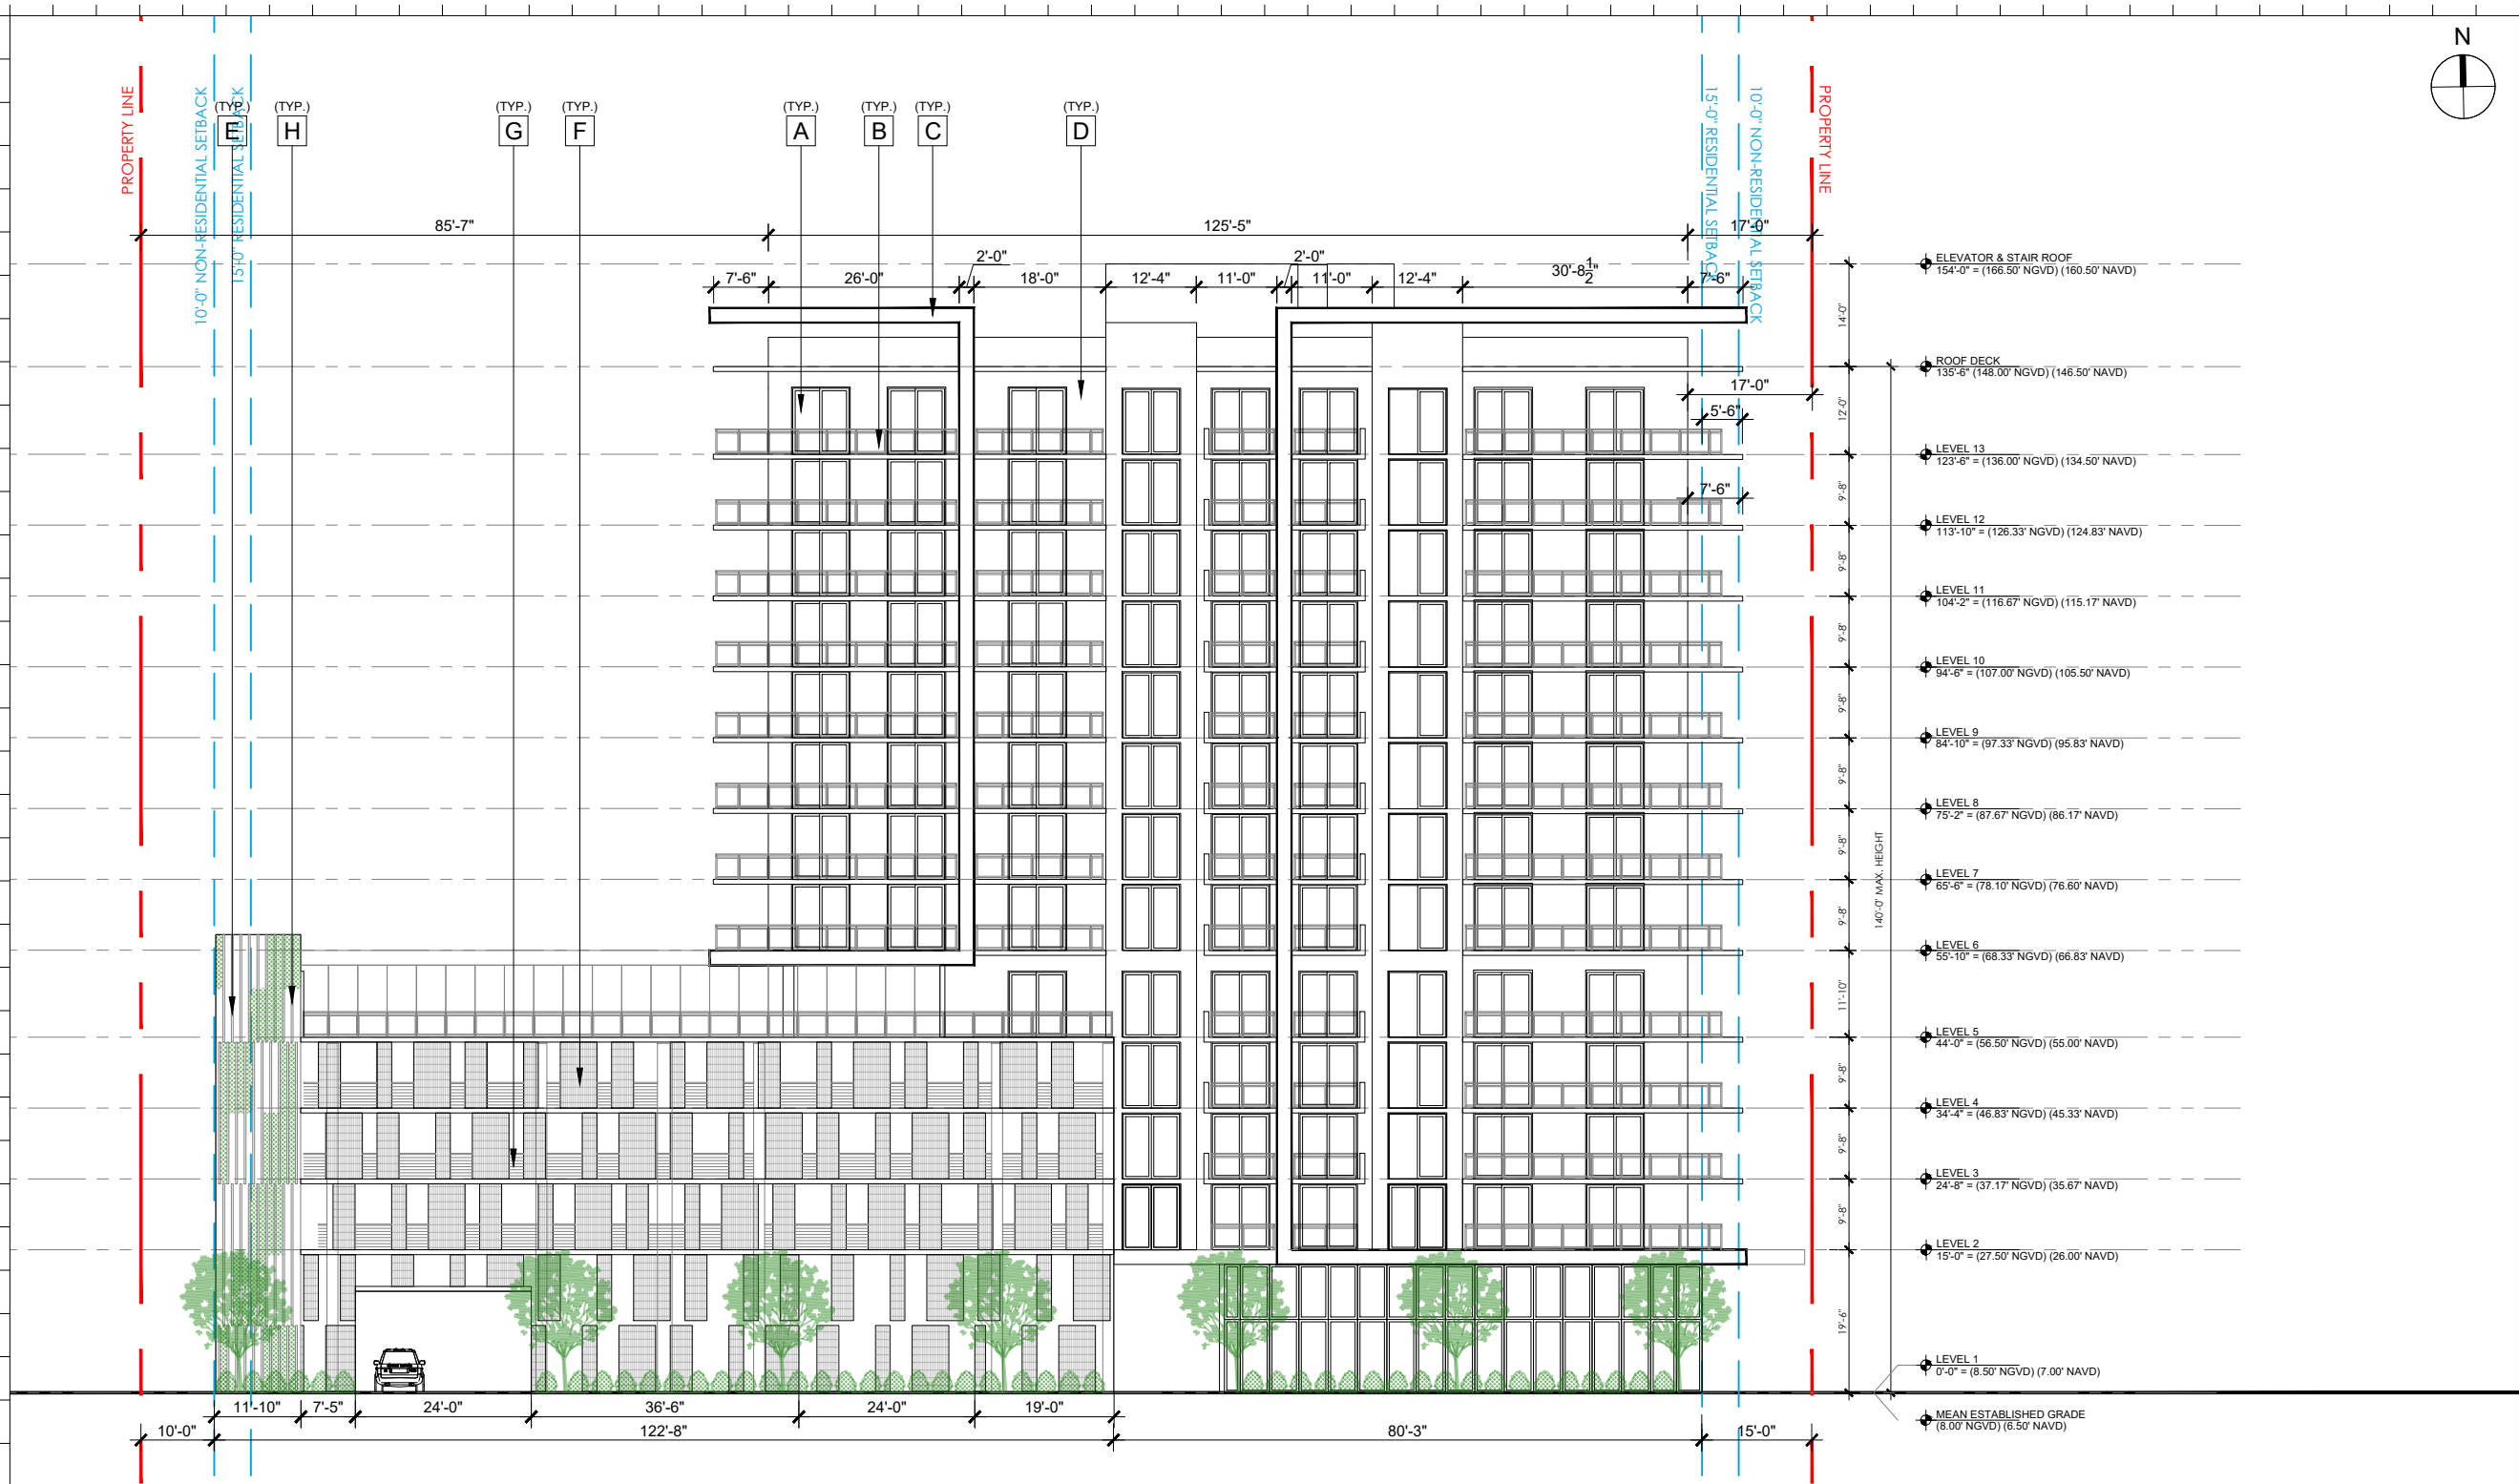 N
(TYP.) (TYP.) (TYP.) (TYP.) (TYP.) (TYP.) (TYP.) (TYP.)
E H G F A B C D
PROPERTY LINE
10'-0" NON-RESIDENTIAL SETBACK
15'-0" RESIDENTIAL SETBACK
15'-0" RESIDENTIAL SETBACK
10'-0" NON-RESIDENTIAL SETBACK
PROPERTY LINE
85'-7" 125'-5" 17'-0"
2'-0" 2'-0"
7'-6" 26'-0" 18'-0" 12'-4" 11'-0" 11'-0" 12'-4" 30'-8 1/2" 7'-6"
17'-0"
5'-6"
7'-6"
14'-0"
12'-0"
9'-8"
9'-8"
9'-8"
9'-8"
9'-8"
9'-8"
9'-8"
11'-10"
9'-8"
9'-8"
9'-8"
19'-6"
140'-0" MAX. HEIGHT
ELEVATOR & STAIR ROOF
154'-0" = (166.50' NGVD) (160.50' NAVD)
ROOF DECK
135'-6" (148.00' NGVD) (146.50' NAVD)
LEVEL 13
123'-6" = (136.00' NGVD) (134.50' NAVD)
LEVEL 12
113'-10" = (126.33' NGVD) (124.83' NAVD)
LEVEL 11
104'-2" = (116.67' NGVD) (115.17' NAVD)
LEVEL 10
94'-6" = (107.00' NGVD) (105.50' NAVD)
LEVEL 9
84'-10" = (97.33' NGVD) (95.83' NAVD)
LEVEL 8
75'-2" = (87.67' NGVD) (86.17' NAVD)
LEVEL 7
65'-6" = (78.10' NGVD) (76.60' NAVD)
LEVEL 6
55'-10" = (68.33' NGVD) (66.83' NAVD)
LEVEL 5
44'-0" = (56.50' NGVD) (55.00' NAVD)
LEVEL 4
34'-4" = (46.83' NGVD) (45.33' NAVD)
LEVEL 3
24'-8" = (37.17' NGVD) (35.67' NAVD)
LEVEL 2
15'-0" = (27.50' NGVD) (26.00' NAVD)
LEVEL 1
0'-0" = (8.50' NGVD) (7.00' NAVD)
MEAN ESTABLISHED GRADE
(8.00' NGVD) (6.50' NAVD)
11'-10" 7'-5" 24'-0" 36'-6" 24'-0" 19'-0"
10'-0" 122'-8" 80'-3" 15'-0"